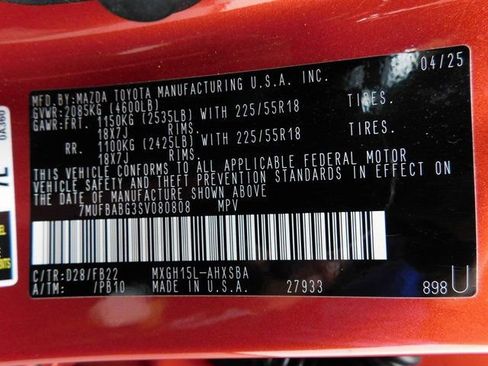 MFD.BY:MAZDA TOYOTA MANUFACTURING U.S.A. INC. 04/25
GVWR:2085KG (4600LB)
GAWR:FRT. 1150KG (2535LB) WITH 225/55R18 TIRES.
18X7J RIMS.
RR. 1100KG (2425LB) WITH 225/55R18 TIRES.
18X7J RIMS.
THIS VEHICLE CONFORMS TO ALL APPLICABLE FEDERAL MOTOR
VEHICLE SAFETY AND THEFT PREVENTION STANDARDS IN EFFECT ON
THE DATE OF MANUFACTURE SHOWN ABOVE
7MUFBABG3SV080808 MPV
C/TR:D28/FB22 MXGH15L-AHXSBA
A/TM: /PB10 MADE IN U.S.A. 27933 898 U
0A360